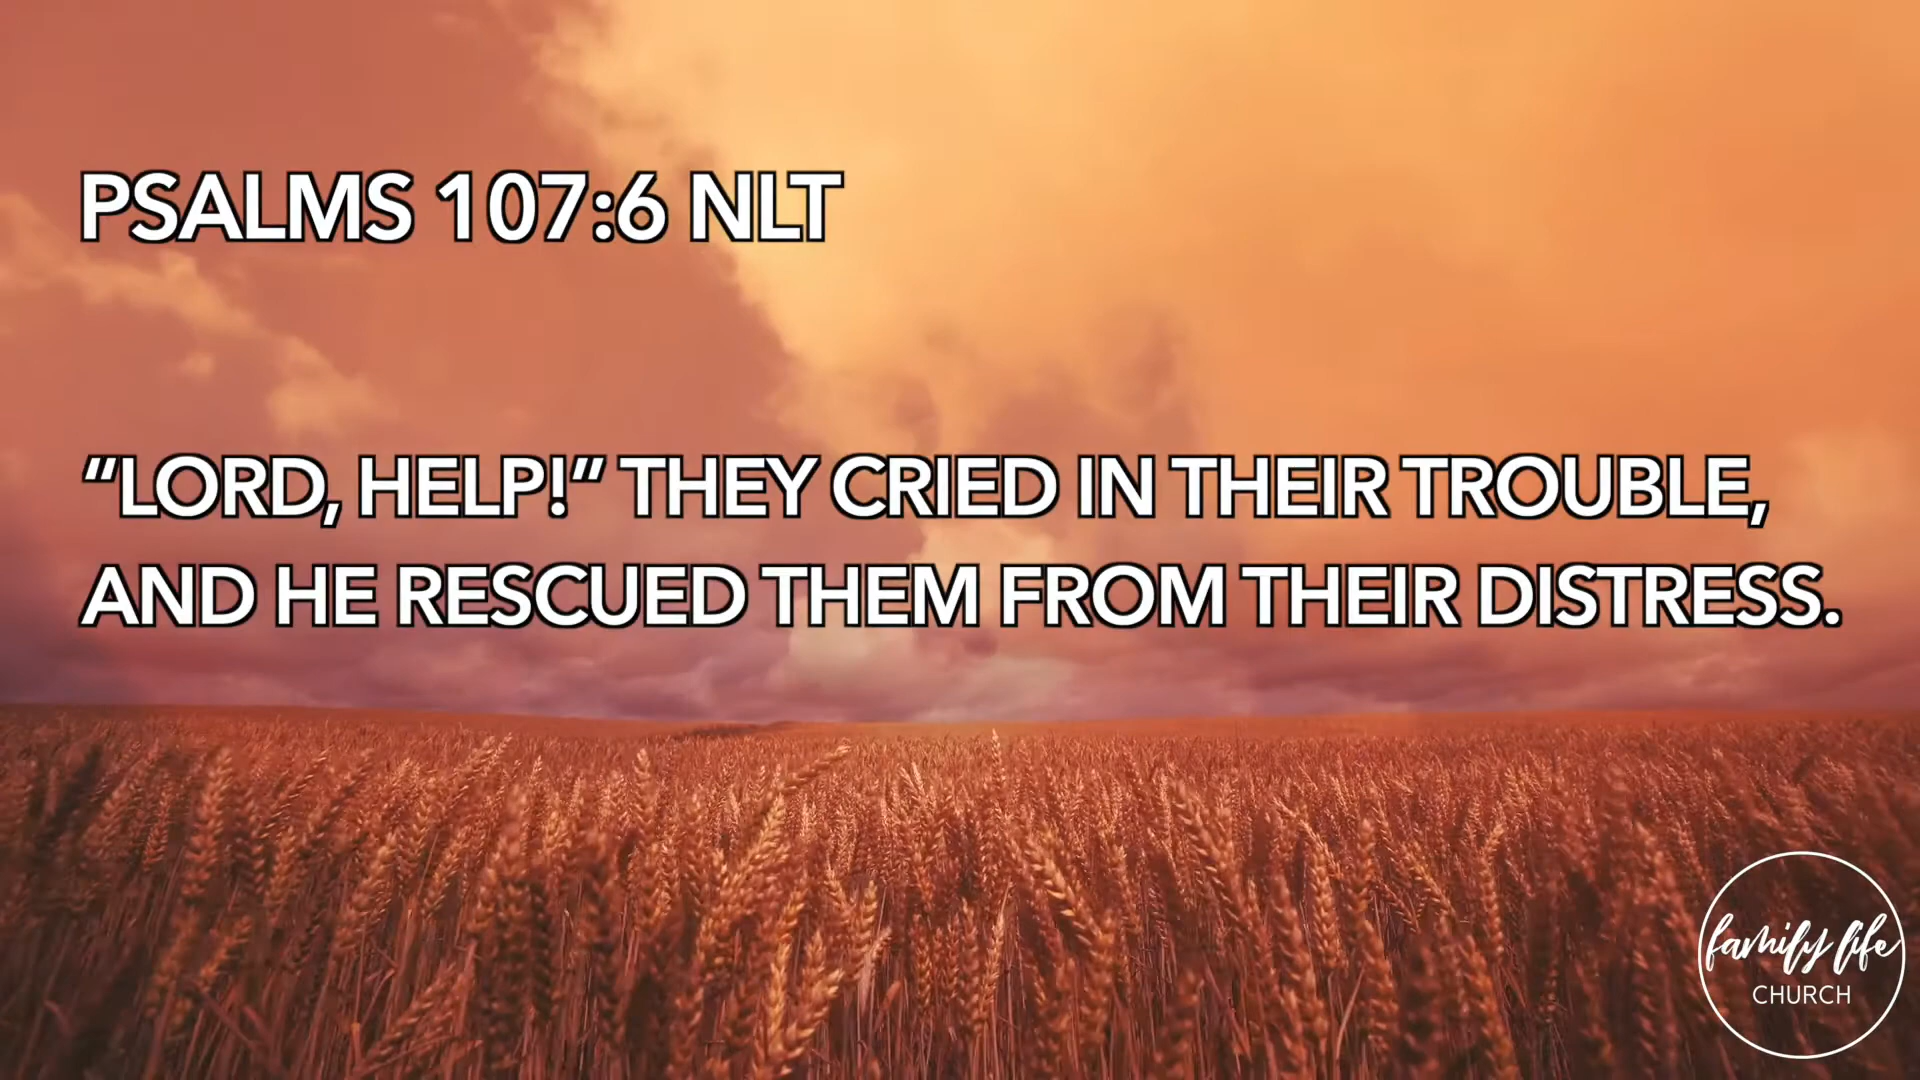 PSALMS 107:6 NLT
“LORD, HELP!” THEY CRIED IN THEIR TROUBLE,
AND HE RESCUED THEM FROM THEIR DISTRESS.
family life
CHURCH